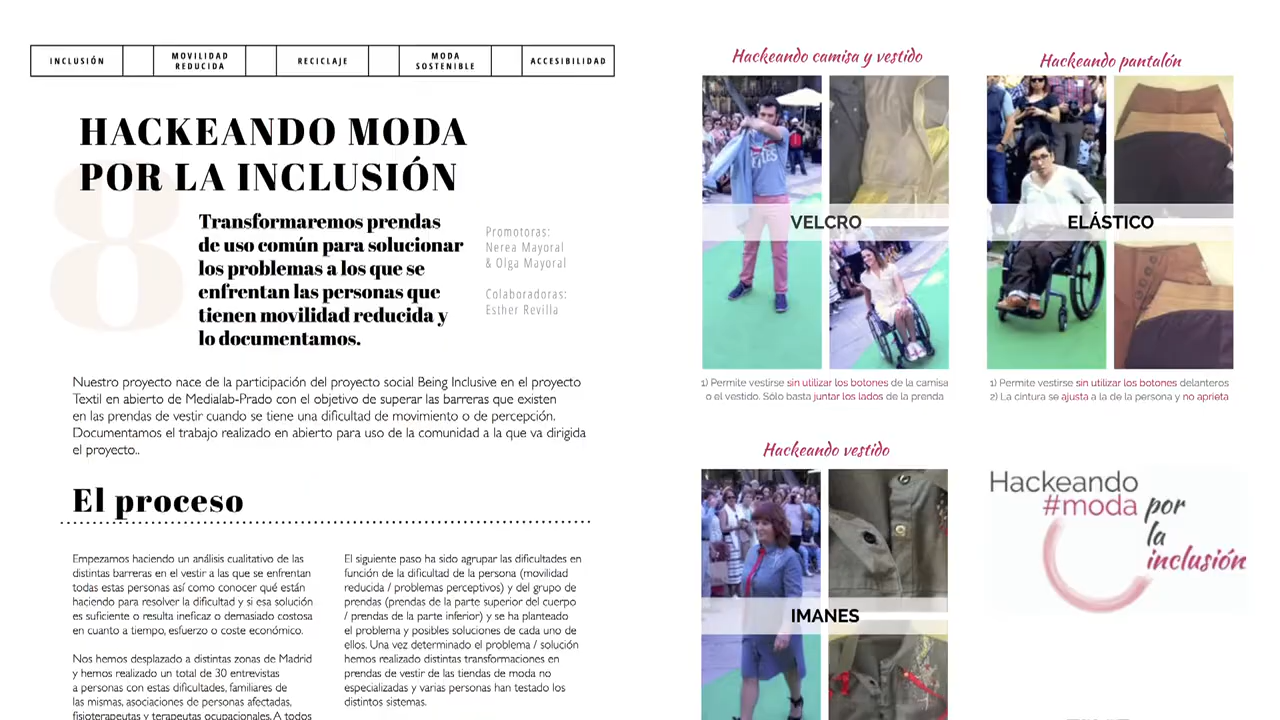 INCLUSIÓN
MOVILIDAD
REDUCIDA
RECICLAJE
MODA
SOSTENIBLE
ACCESIBILIDAD
8
HACKEANDO MODA
POR LA INCLUSIÓN
Transformaremos prendas
de uso común para solucionar
los problemas a los que se
enfrentan las personas que
tienen movilidad reducida y
lo documentamos.
Promotoras:
Nerea Mayoral
& Olga Mayoral
Colaboradoras:
Esther Revilla
Nuestro proyecto nace de la participación del proyecto social Being Inclusive en el proyecto
Textil en abierto de Medialab-Prado con el objetivo de superar las barreras que existen
en las prendas de vestir cuando se tiene una dificultad de movimiento o de percepción.
Documentamos el trabajo realizado en abierto para uso de la comunidad a la que va dirigida
el proyecto..
El proceso
Empezamos haciendo un análisis cualitativo de las
distintas barreras en el vestir a las que se enfrentan
todas estas personas así como conocer qué están
haciendo para resolver la dificultad y si esa solución
es suficiente o resulta ineficaz o demasiado costosa
en cuanto a tiempo, esfuerzo o coste económico.
Nos hemos desplazado a distintas zonas de Madrid
y hemos realizado un total de 30 entrevistas
a personas con estas dificultades, familiares de
las mismas, asociaciones de personas afectadas,
fisioterapeutas y terapeutas ocupacionales. A todos
El siguiente paso ha sido agrupar las dificultades en
función de la dificultad de la persona (movilidad
reducida / problemas perceptivos) y del grupo de
prendas (prendas de la parte superior del cuerpo
/ prendas de la parte inferior) y se ha planteado
el problema y posibles soluciones de cada uno de
ellos. Una vez determinado el problema / solución
hemos realizado distintas transformaciones en
prendas de vestir de las tiendas de moda no
especializadas y varias personas han testado los
distintos sistemas.
Hackeando camisa y vestido
VELCRO
1) Permite vestirse sin utilizar los botones de la camisa
o el vestido. Sólo basta juntar los lados de la prenda
Hackeando pantalón
ELÁSTICO
1) Permite vestirse sin utilizar los botones delanteros
2) La cintura se ajusta a la de la persona y no aprieta
Hackeando vestido
IMANES
Hackeando
#moda por
la
inclusión